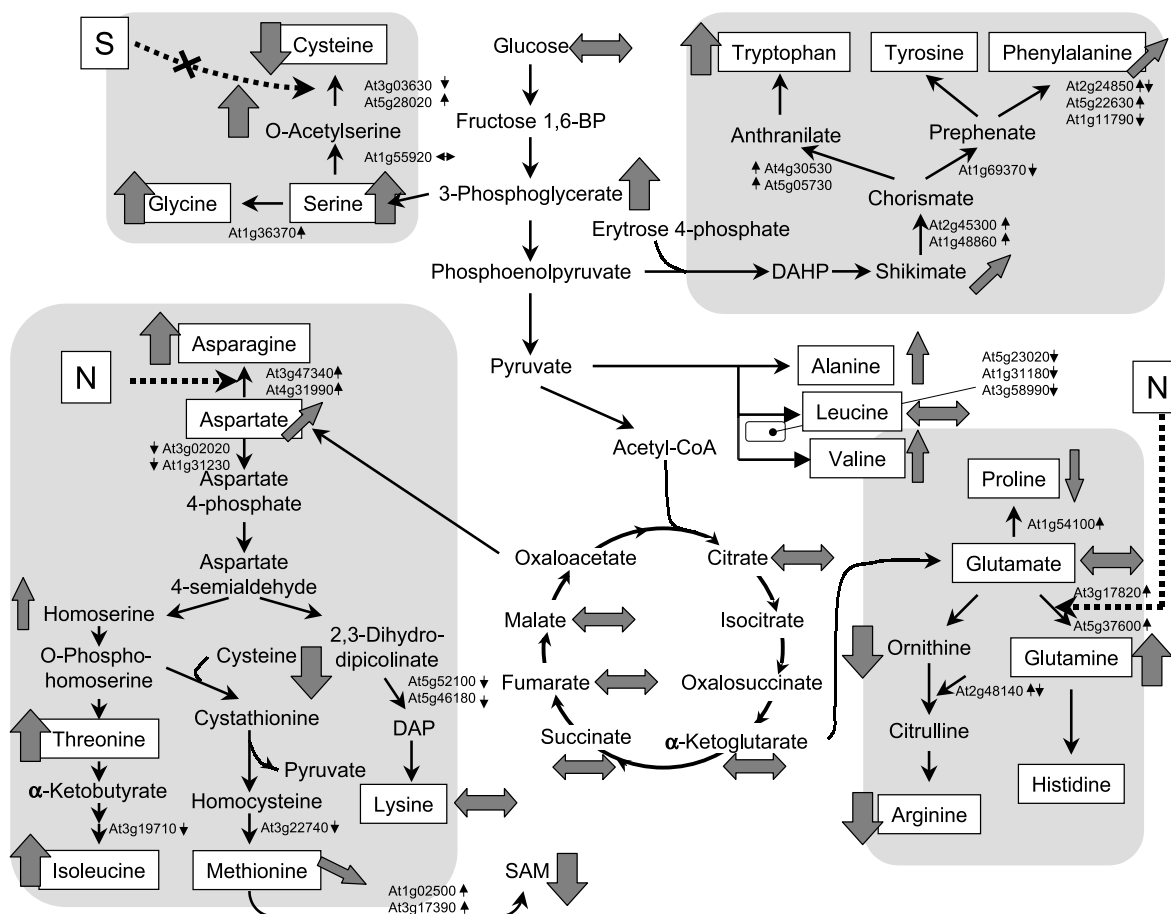 S
Cysteine
At3g03630
At5g28020
O-Acetylserine
At1g55920
Glycine
Serine
At1g36370
Glucose
Fructose 1,6-BP
3-Phosphoglycerate
Erytrose 4-phosphate
Phosphoenolpyruvate
DAHP
Shikimate
Tryptophan
Tyrosine
Phenylalanine
At2g24850
At5g22630
At1g11790
Anthranilate
Prephenate
At4g30530
At5g05730
At1g69370
Chorismate
At2g45300
At1g48860
Pyruvate
Alanine
Leucine
Valine
At5g23020
At1g31180
At3g58990
Acetyl-CoA
N
Asparagine
At3g47340
At4g31990
Aspartate
At3g02020
At1g31230
Aspartate
4-phosphate
Aspartate
4-semialdehyde
Homoserine
O-Phospho-
homoserine
Cysteine
2,3-Dihydro-
dipicolinate
At5g52100
At5g46180
Threonine
Cystathionine
DAP
α-Ketobutyrate
Pyruvate
Homocysteine
Lysine
At3g19710
At3g22740
Isoleucine
Methionine
At1g02500
At3g17390
SAM
Oxaloacetate
Citrate
Malate
Isocitrate
Fumarate
Oxalosuccinate
Succinate
α-Ketoglutarate
N
Proline
At1g54100
Glutamate
At3g17820
At5g37600
Ornithine
Glutamine
At2g48140
Citrulline
Histidine
Arginine